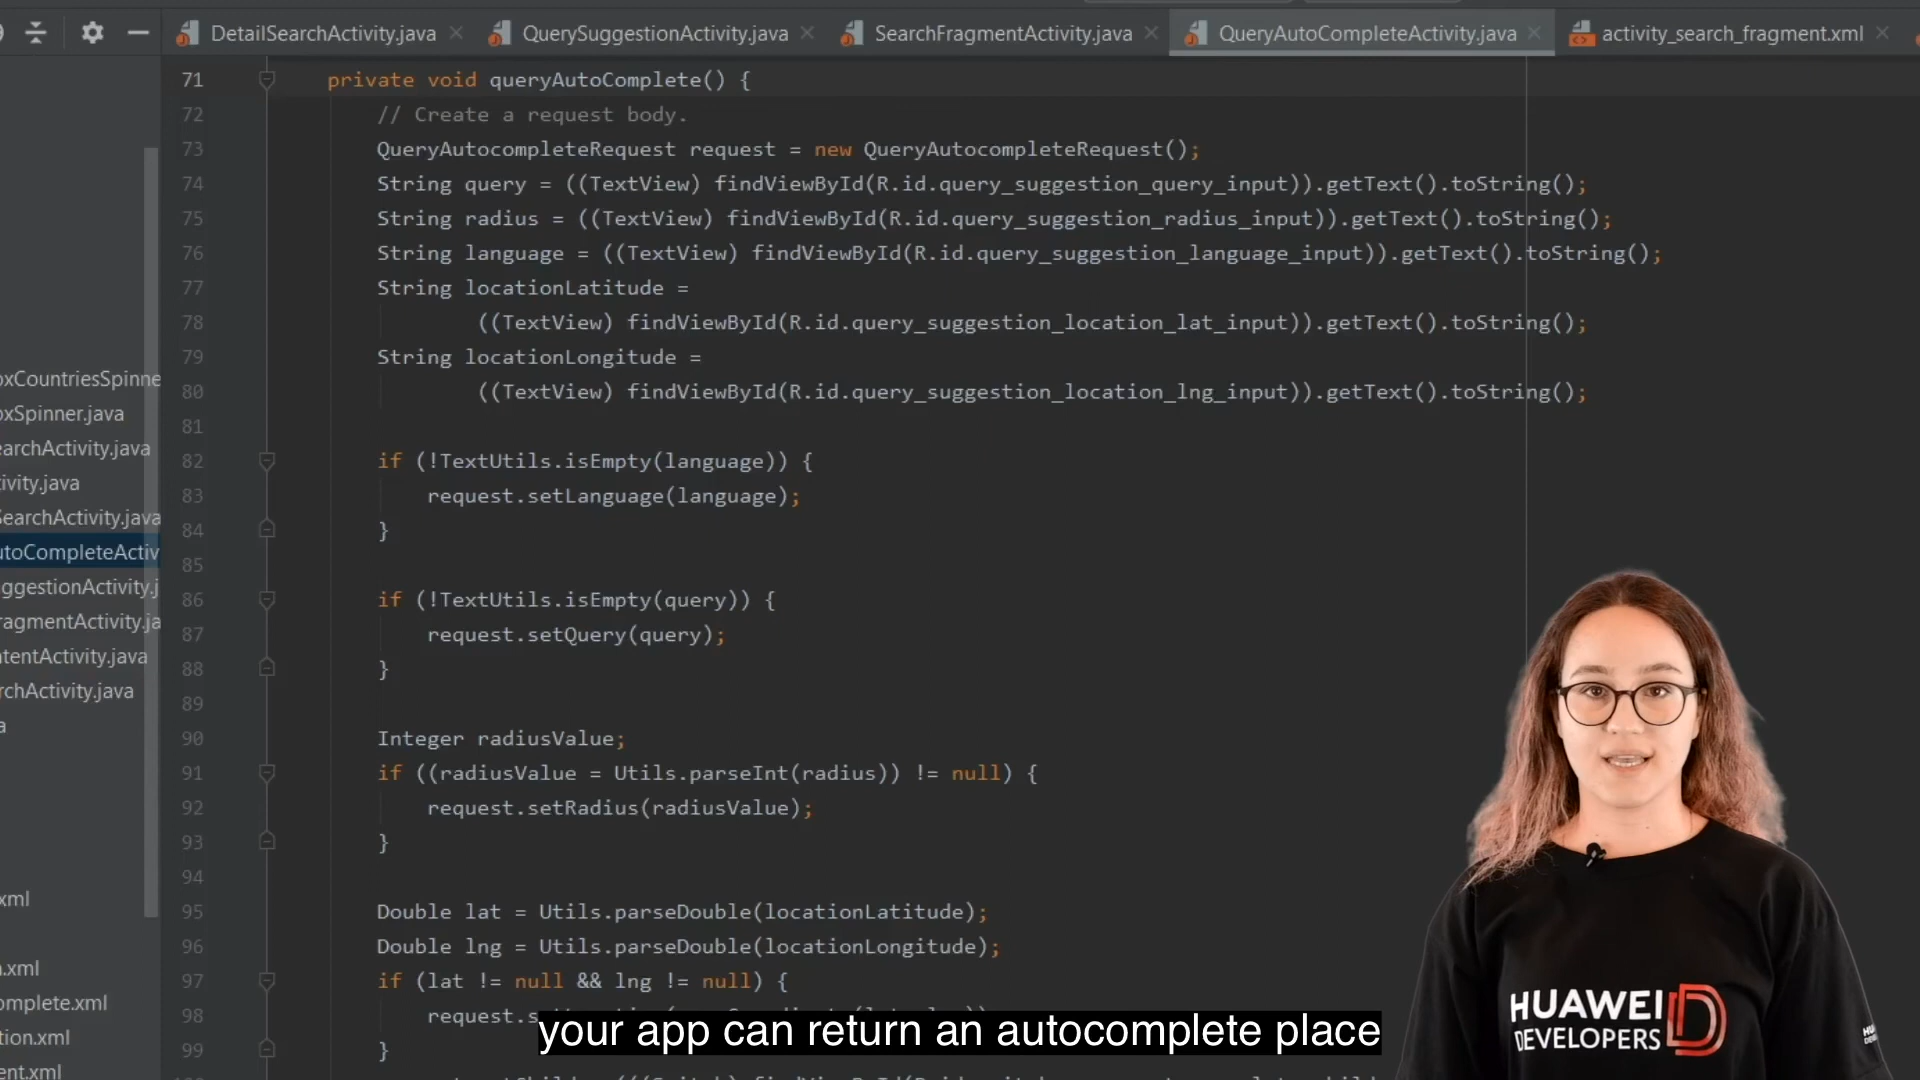 DetailSearchActivity.java QuerySuggestionActivity.java SearchFragmentActivity.java QueryAutoCompleteActivity.java activity_search_fragment.xml
oxCountriesSpinne
oxSpinner.java
earchActivity.java
ivity.java
SearchActivity.java
utoCompleteActiv
ggestionActivity.j
ragmentActivity.ja
ntentActivity.java
rchActivity.java
a
xml
.xml
omplete.xml
tion.xml
ent.xml
71 private void queryAutoComplete() {
72 // Create a request body.
73 QueryAutocompleteRequest request = new QueryAutocompleteRequest();
74 String query = ((TextView) findViewById(R.id.query_suggestion_query_input)).getText().toString();
75 String radius = ((TextView) findViewById(R.id.query_suggestion_radius_input)).getText().toString();
76 String language = ((TextView) findViewById(R.id.query_suggestion_language_input)).getText().toString();
77 String locationLatitude =
78 ((TextView) findViewById(R.id.query_suggestion_location_lat_input)).getText().toString();
79 String locationLongitude =
80 ((TextView) findViewById(R.id.query_suggestion_location_lng_input)).getText().toString();
81
82 if (!TextUtils.isEmpty(language)) {
83 request.setLanguage(language);
84 }
85
86 if (!TextUtils.isEmpty(query)) {
87 request.setQuery(query);
88 }
89
90 Integer radiusValue;
91 if ((radiusValue = Utils.parseInt(radius)) != null) {
92 request.setRadius(radiusValue);
93 }
94
95 Double lat = Utils.parseDouble(locationLatitude);
96 Double lng = Utils.parseDouble(locationLongitude);
97 if (lat != null && lng != null) {
98 request.s
99 }
your app can return an autocomplete place
HUAWEI
DEVELOPERS